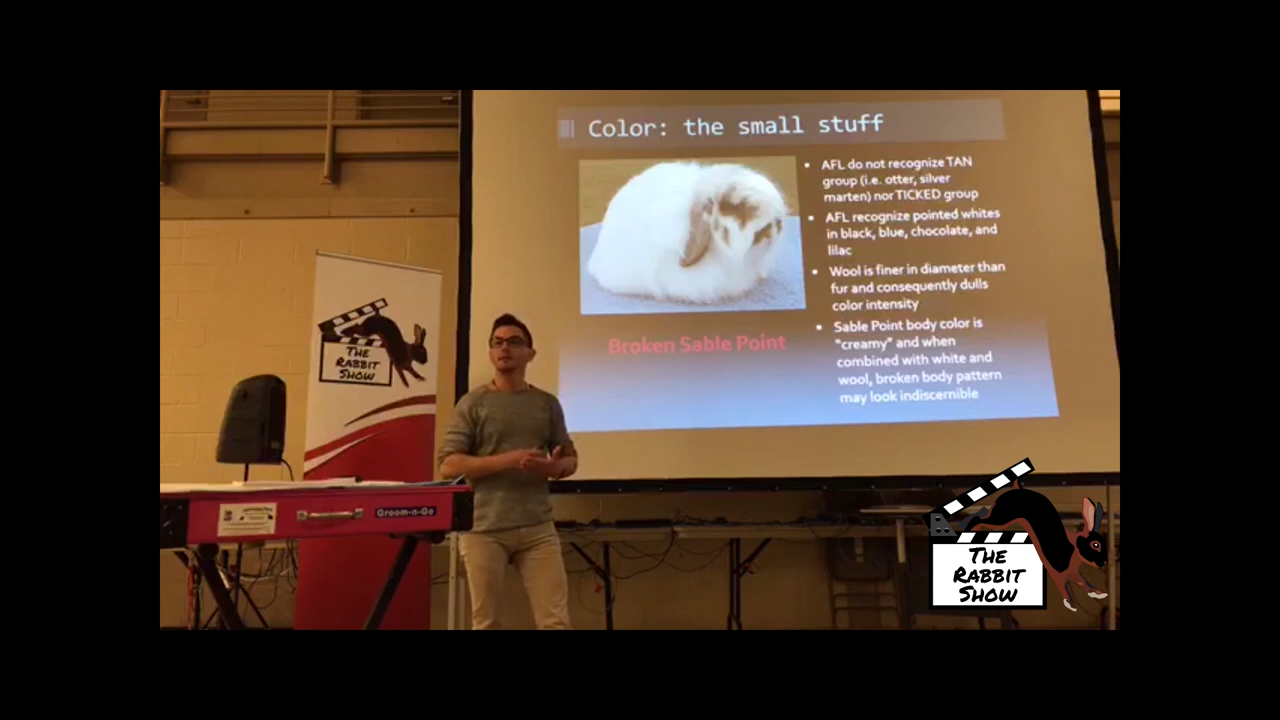 Color: the small stuff
• AFL do not recognize TAN
group (i.e. otter, silver
marten) nor TICKED group
• AFL recognize pointed whites
in black, blue, chocolate, and
lilac
• Wool is finer in diameter than
fur and consequently dulls
color intensity
• Sable Point body color is
"creamy" and when
combined with white and
wool, broken body pattern
may look indiscernible
Broken Sable Point
THE
RABBIT
SHOW
Groom-n-Go
THE
RABBIT
SHOW